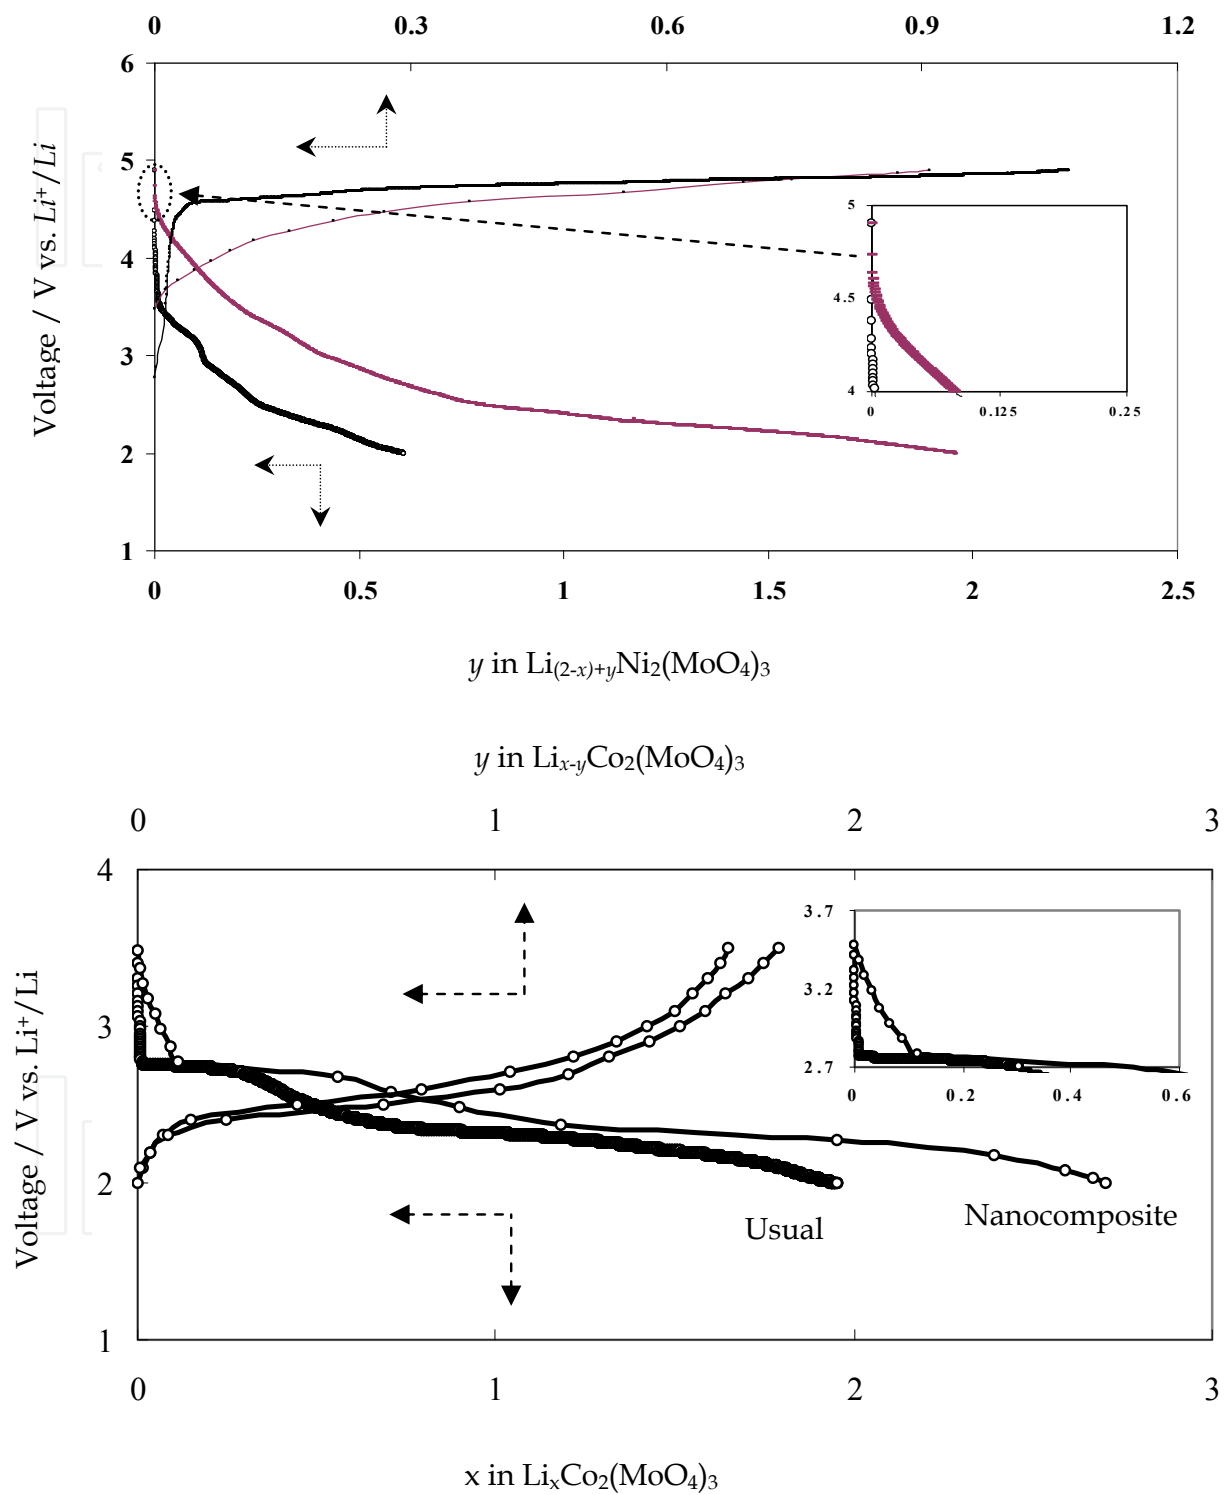 0 0.3 0.6 0.9 1.2
6
5
4
3
2
1
Voltage / V vs. Li⁺/Li
5
4.5
4
0 0.125 0.25
0 0.5 1 1.5 2 2.5
y in Li₍₂₋ₓ₎₊yNi₂(MoO₄)₃
y in Liₓ₋yCo₂(MoO₄)₃
0 1 2 3
4
3
2
1
Voltage / V vs. Li⁺/Li
3.7
3.2
2.7
0 0.2 0.4 0.6
Usual
Nanocomposite
0 1 2 3
x in LiₓCo₂(MoO₄)₃